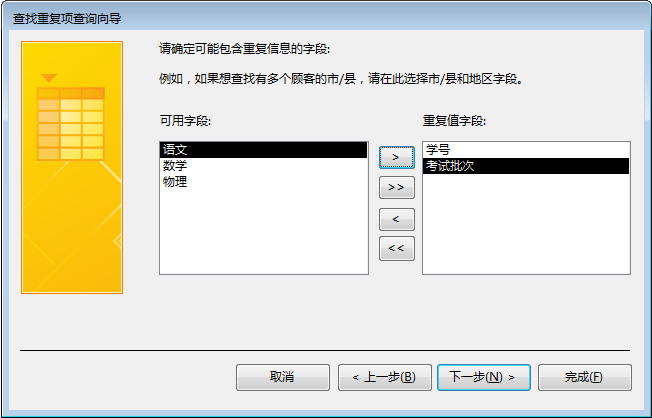 查找重复项查询向导
请确定可能包含重复信息的字段:
例如，如果想查找有多个顾客的市/县，请在此选择市/县和地区字段。
可用字段:
重复值字段:
语文
数学
物理
>
>>
<
<<
学号
考试批次
取消
< 上一步(B)
下一步(N) >
完成(F)